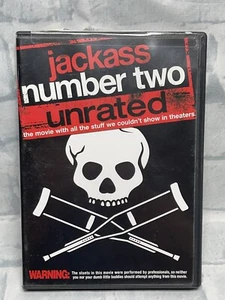 jackass
number two
unrated
the movie with all the stuff we couldn't show in theaters
WARNING: The stunts in this movie were performed by professionals, so neither
you nor your dumb little buddies should attempt anything from this movie.